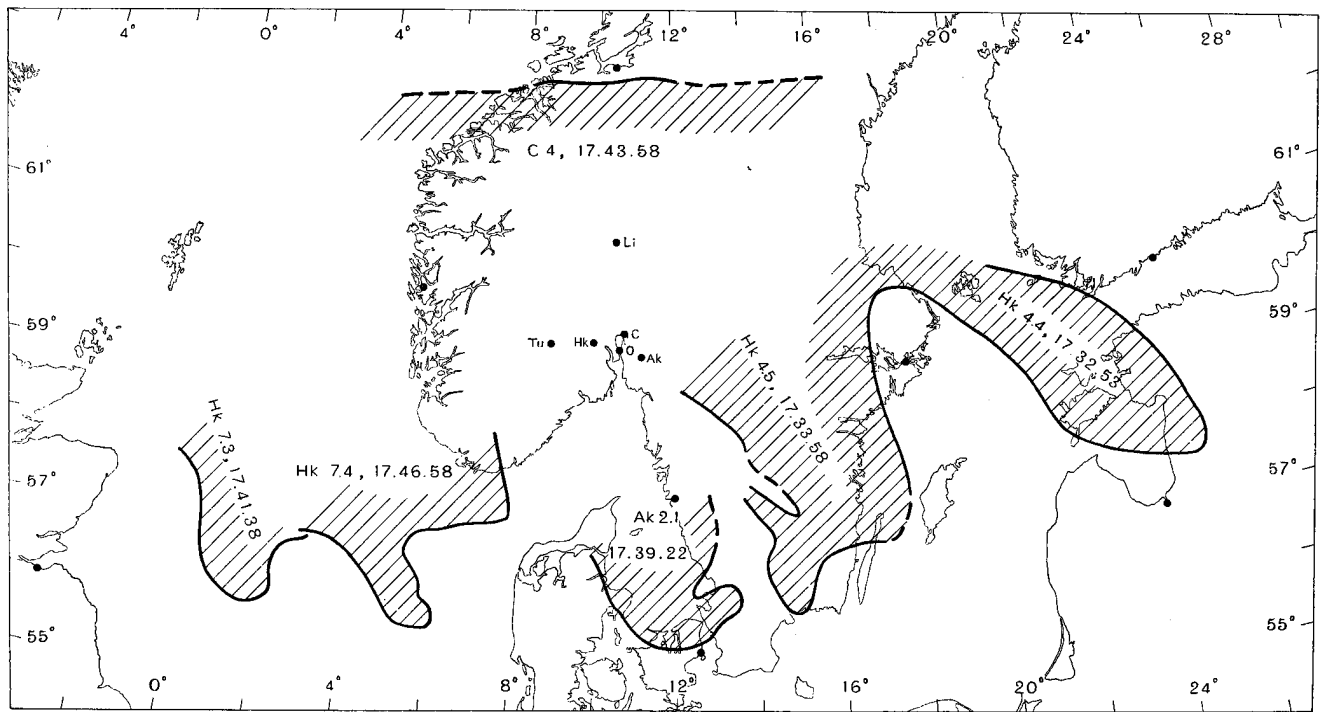 4° 0° 4° 8° 12° 16° 20° 24° 28°
61° 61°
C 4, 17.43.58
Li
59° 59°
Hk 4.4, 17.32.53
C
Tu Hk O Ak
Hk 4.5, 17.33.58
Hk 7.3, 17.41.38
Hk 7.4, 17.46.58
57° 57°
Ak 2.1
17.39.22
55° 55°
0° 4° 8° 12° 16° 20° 24°